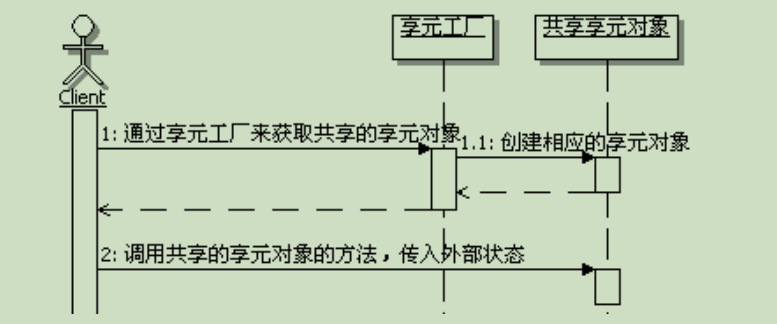 享元工厂
共享享元对象
Client
1: 通过享元工厂来获取共享的享元对象
1.1: 创建相应的享元对象
2: 调用共享的享元对象的方法，传入外部状态